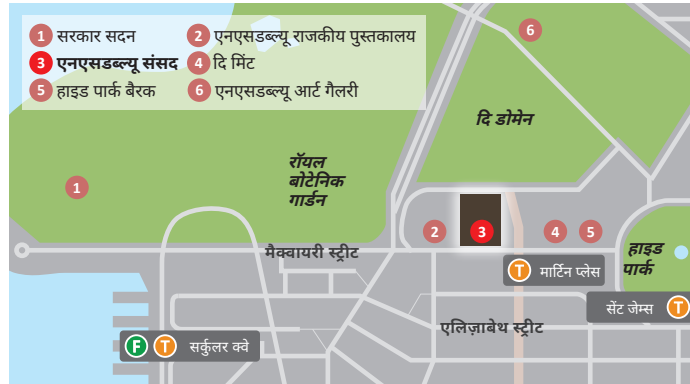 1 सरकार सदन
2 एनएसडब्ल्यू राजकीय पुस्तकालय
3 एनएसडब्ल्यू संसद
4 दि मिंट
5 हाइड पार्क बैरक
6 एनएसडब्ल्यू आर्ट गैलरी
6
दि डोमेन
रॉयल
बोटेनिक
गार्डन
1
2
3
4
5
मैक्वायरी स्ट्रीट
हाइड
पार्क
T मार्टिन प्लेस
सेंट जेम्स T
एलिज़ाबेथ स्ट्रीट
F T सर्कुलर क्वे